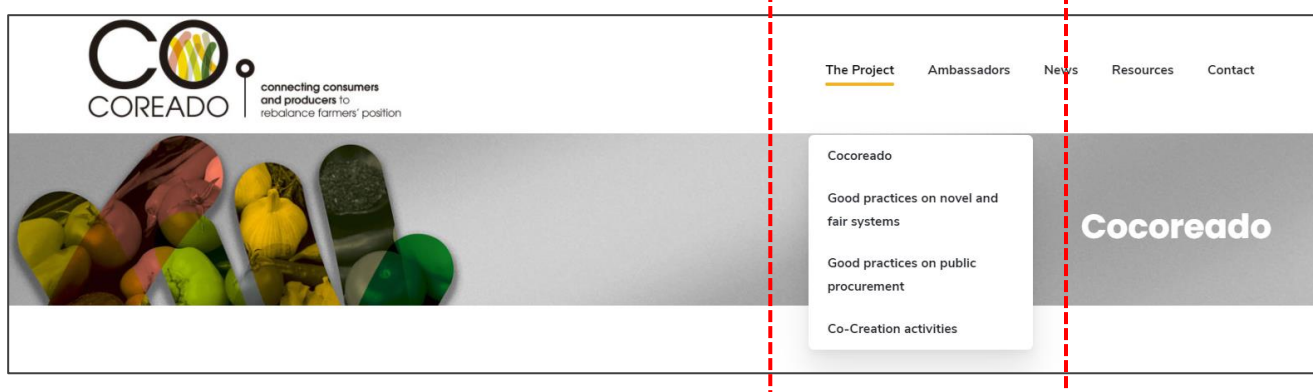 CO.
COREADO
connecting consumers
and producers to
rebalance farmers' position
The Project Ambassadors News Resources Contact
Cocoreado
Good practices on novel and
fair systems
Good practices on public
procurement
Co-Creation activities
Cocoreado